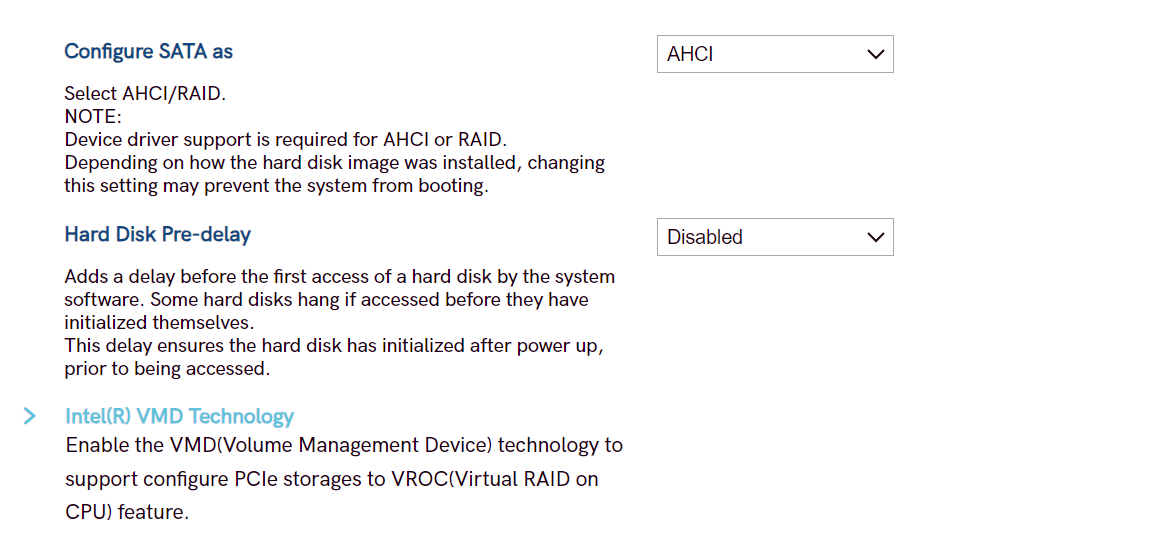 Configure SATA as
AHCI
Select AHCI/RAID.
NOTE:
Device driver support is required for AHCI or RAID.
Depending on how the hard disk image was installed, changing
this setting may prevent the system from booting.
Hard Disk Pre-delay
Disabled
Adds a delay before the first access of a hard disk by the system
software. Some hard disks hang if accessed before they have
initialized themselves.
This delay ensures the hard disk has initialized after power up,
prior to being accessed.
Intel(R) VMD Technology
Enable the VMD(Volume Management Device) technology to
support configure PCIe storages to VROC(Virtual RAID on
CPU) feature.